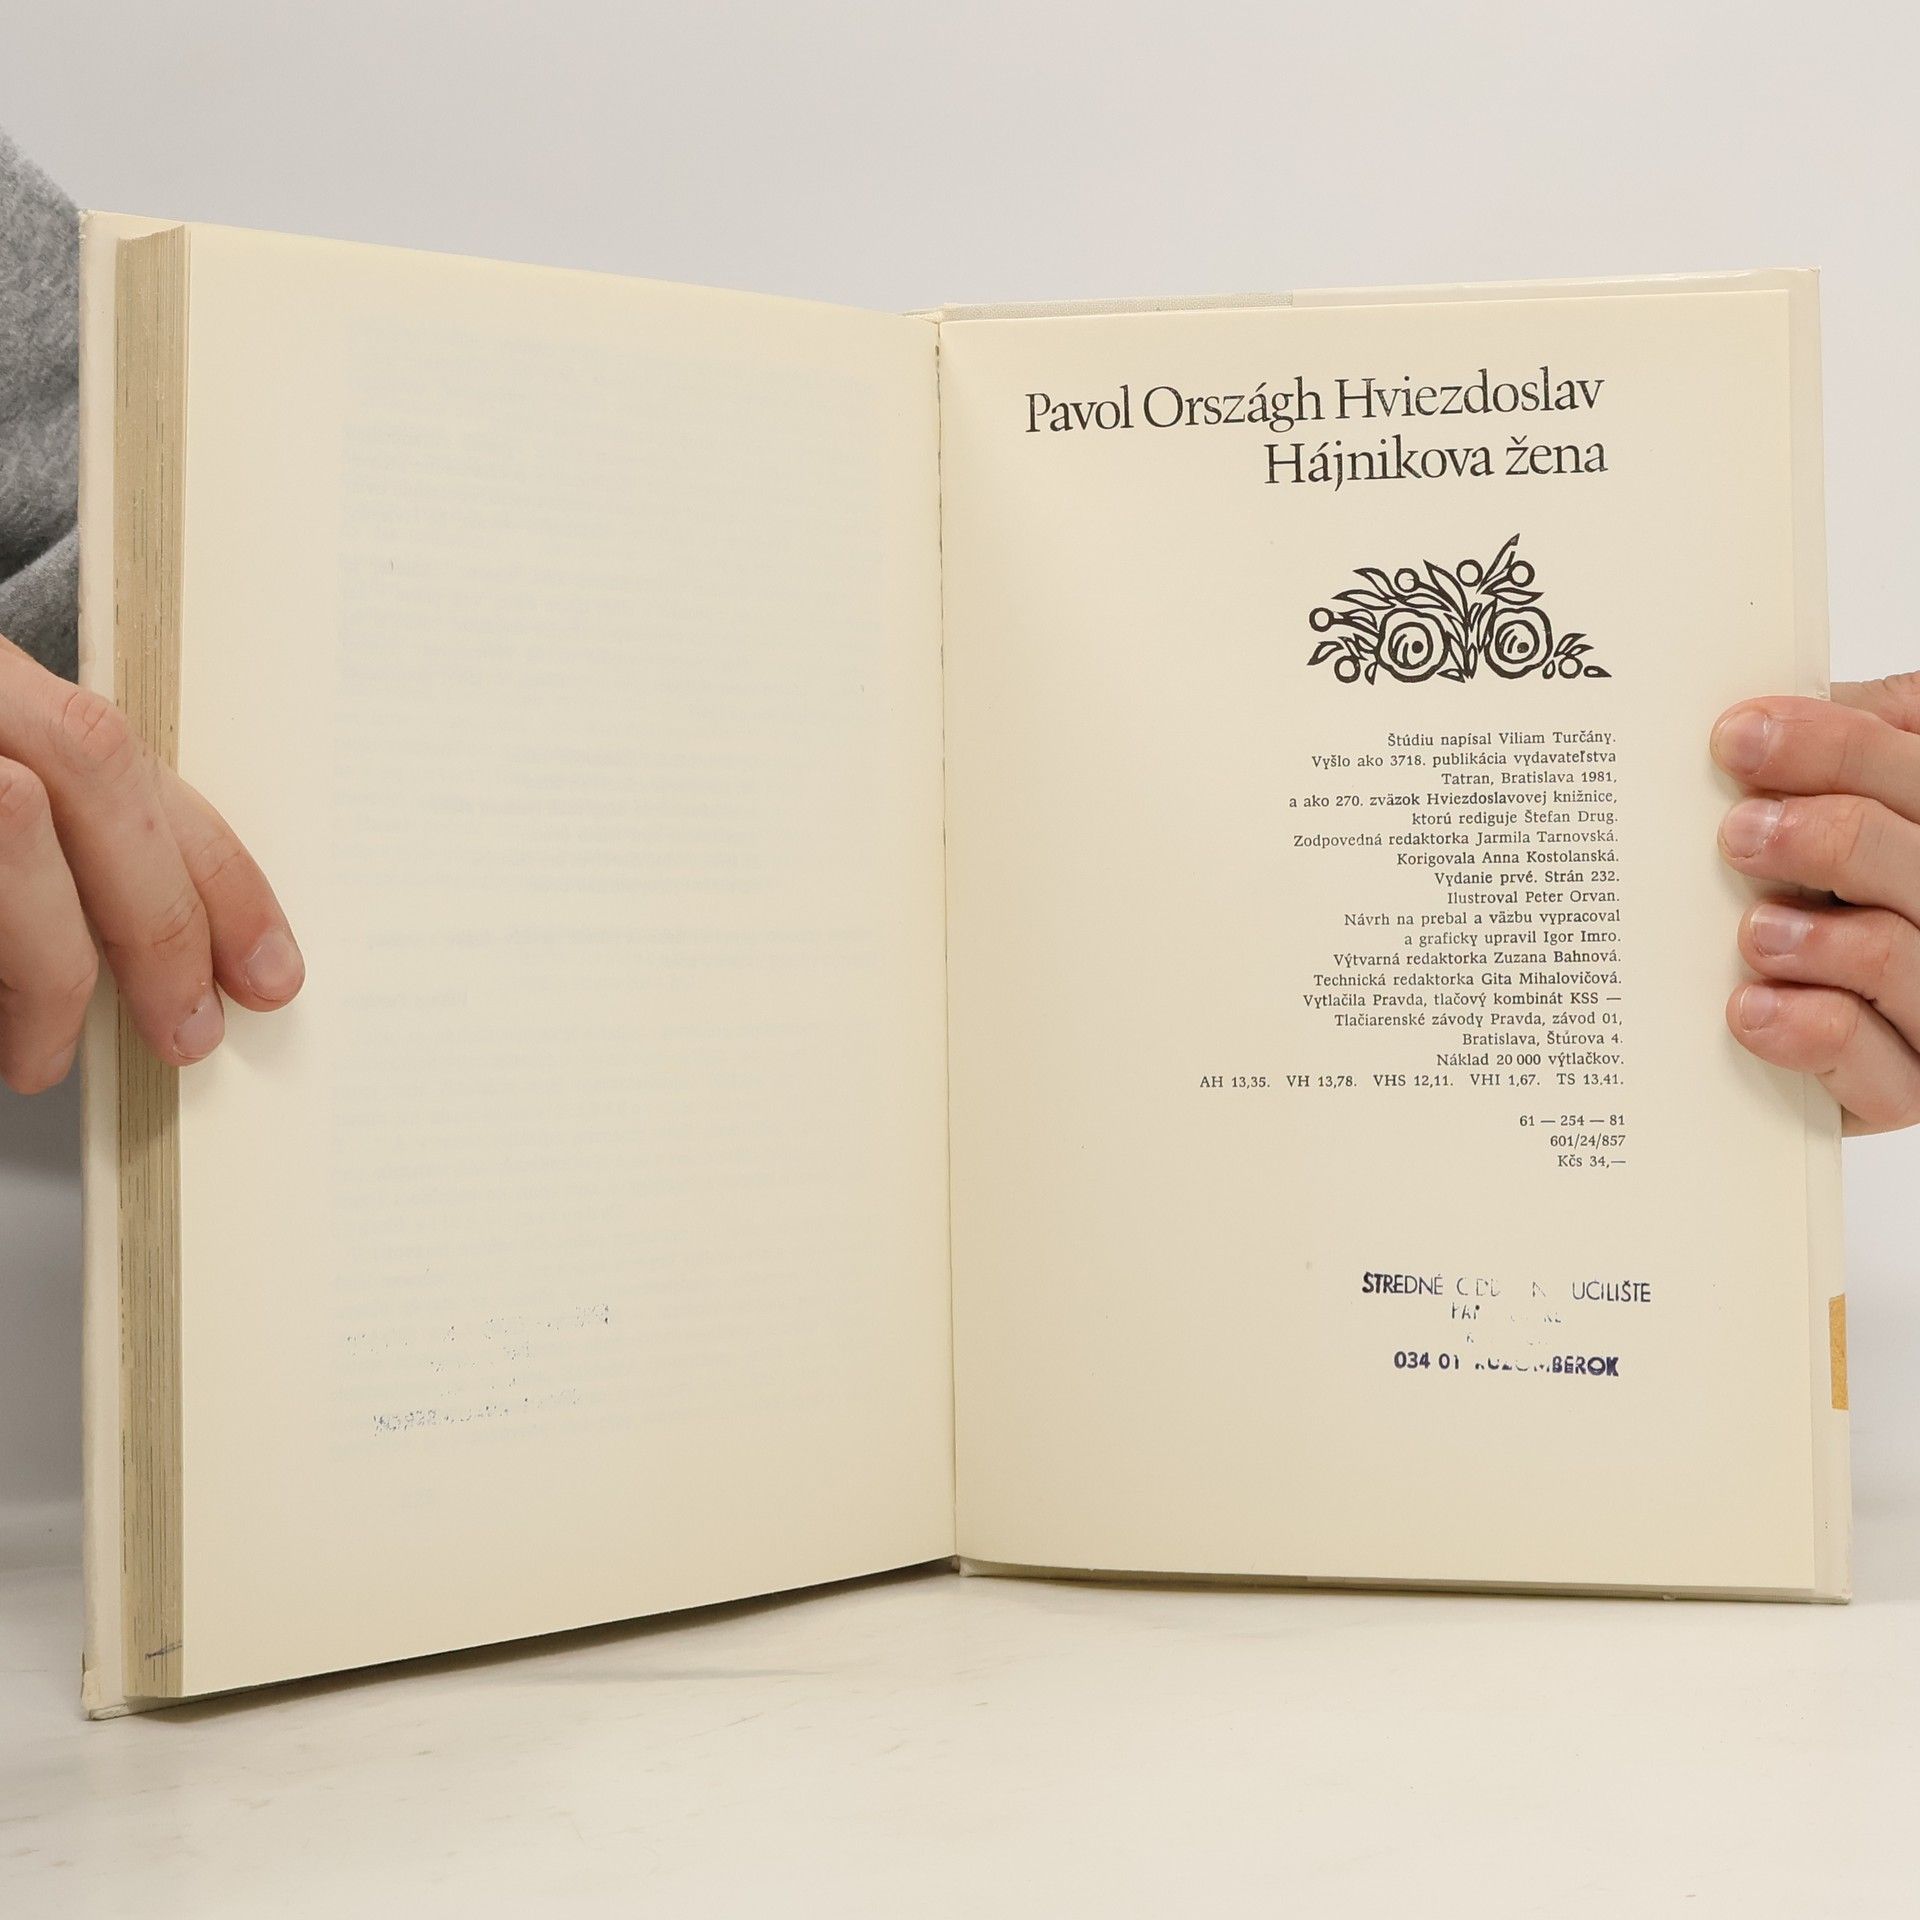 Pavol Országh Hviezdoslav
Hájnikova žena
Štúdiu napísal Viliam Turčány.
Vyšlo ako 3718. publikácia vydavateľstva
Tatran, Bratislava 1981,
a ako 270. zväzok Hviezdoslavovej knižnice,
ktorú rediguje Štefan Drug.
Zodpovedná redaktorka Jarmila Tarnovská.
Korigovala Anna Kostolanská.
Vydanie prvé. Strán 232.
Ilustroval Peter Orvan.
Návrh na prebal a väzbu vypracoval
a graficky upravil Igor Imro.
Výtvarná redaktorka Zuzana Bahnová.
Technická redaktorka Gita Mihalovičová.
Vytlačila Pravda, tlačový kombinát KSS —
Tlačiarenské závody Pravda, závod 01,
Bratislava, Štúrova 4.
Náklad 20 000 výtlačkov.
AH 13,35. VH 13,78. VHS 12,11. VHI 1,67. TS 13.41.
61 — 254 — 81
601/24/857
Kčs 34,—
STREDNÉ UČILIŠTE
034 01